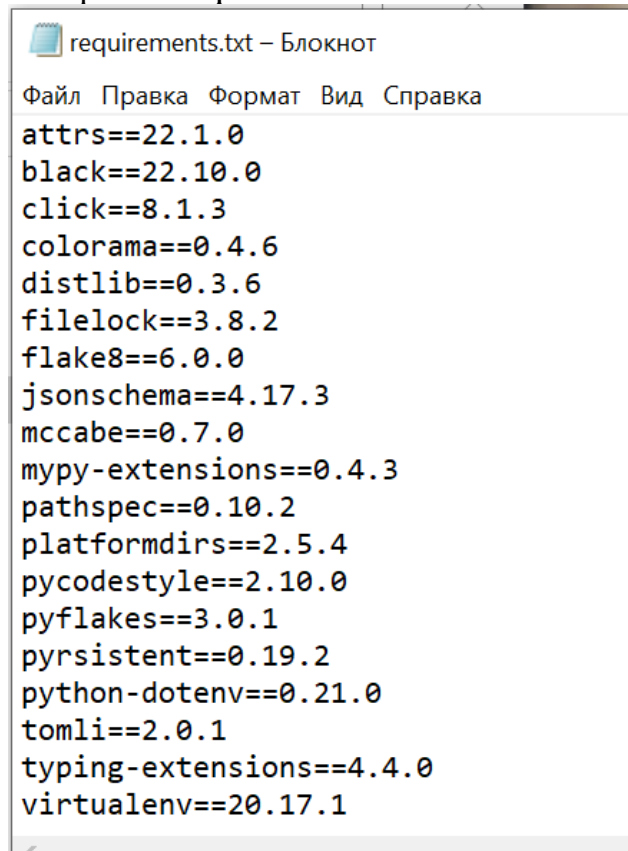 requirements.txt – Блокнот
Файл Правка Формат Вид Справка
attrs==22.1.0
black==22.10.0
click==8.1.3
colorama==0.4.6
distlib==0.3.6
filelock==3.8.2
flake8==6.0.0
jsonschema==4.17.3
mccabe==0.7.0
mypy-extensions==0.4.3
pathspec==0.10.2
platformdirs==2.5.4
pycodestyle==2.10.0
pyflakes==3.0.1
pyrsistent==0.19.2
python-dotenv==0.21.0
tomli==2.0.1
typing-extensions==4.4.0
virtualenv==20.17.1